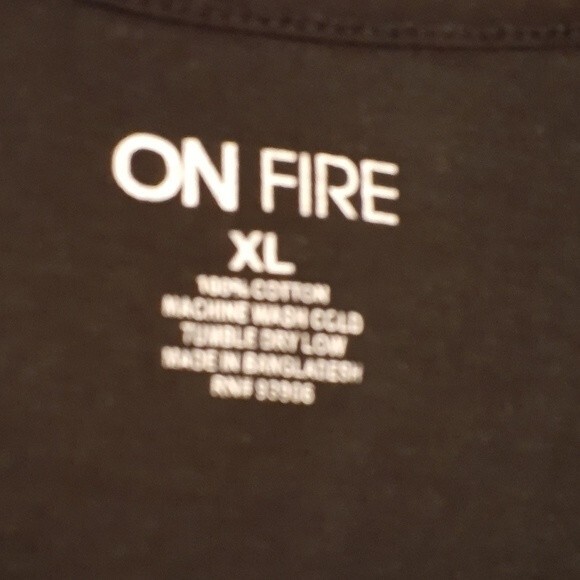 ON FIRE
XL
100% COTTON
MACHINE WASH COLD
TUMBLE DRY LOW
MADE IN BANGLADESH
RN#